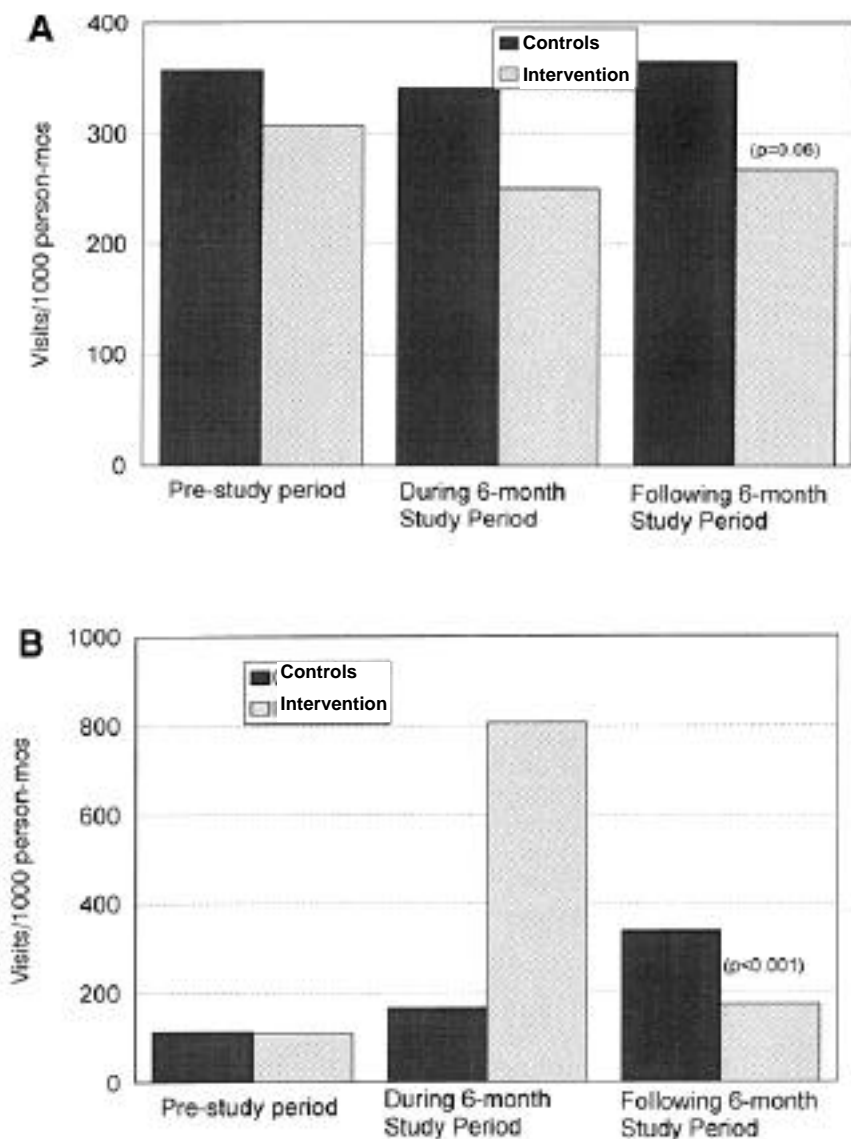 A
400
Controls
Intervention
300
(p=0.06)
Visits/1000 person-mos
200
100
0
Pre-study period
During 6-month
Study Period
Following 6-month
Study Period
B
1000
Controls
Intervention
800
Visits/1000 person-mos
600
400
(p<0.001)
200
0
Pre-study period
During 6-month
Study Period
Following 6-month
Study Period